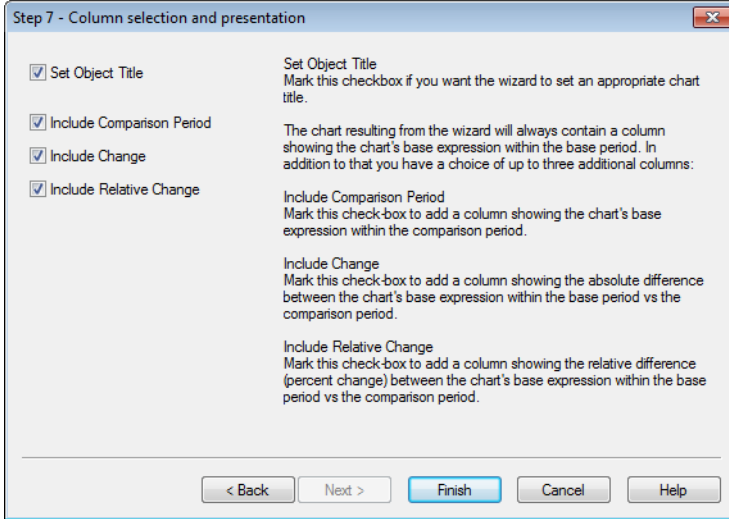 Step 7 - Column selection and presentation
Set Object Title
Include Comparison Period
Include Change
Include Relative Change
Set Object Title
Mark this checkbox if you want the wizard to set an appropriate chart
title.
The chart resulting from the wizard will always contain a column
showing the chart's base expression within the base period. In
addition to that you have a choice of up to three additional columns:
Include Comparison Period
Mark this check-box to add a column showing the chart's base
expression within the comparison period.
Include Change
Mark this check-box to add a column showing the absolute difference
between the chart's base expression within the base period vs the
comparison period.
Include Relative Change
Mark this check-box to add a column showing the relative difference
(percent change) between the chart's base expression within the base
period vs the comparison period.
< Back Next > Finish Cancel Help